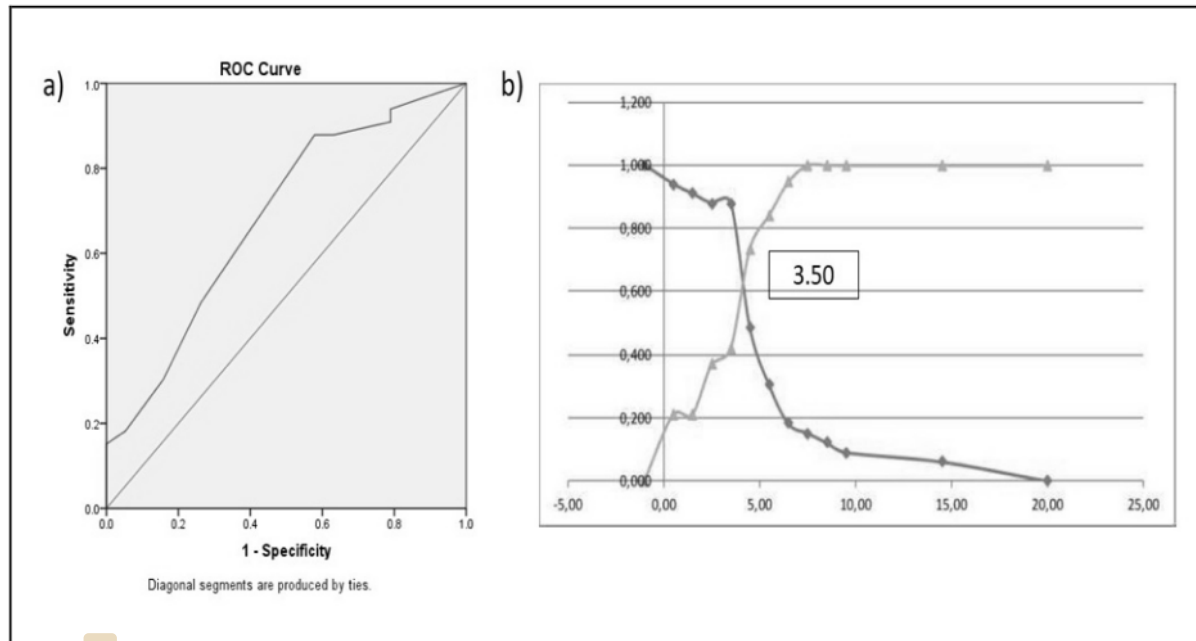 a)
ROC Curve
Sensitivity
1.0
0.8
0.6
0.4
0.2
0.0
0.0 0.2 0.4 0.6 0.8 1.0
1 - Specificity
Diagonal segments are produced by ties.
b)
1,200
1,000
0,800
0,600
0,400
0,200
0,000
3.50
-5,00 0,00 5,00 10,00 15,00 20,00 25,00